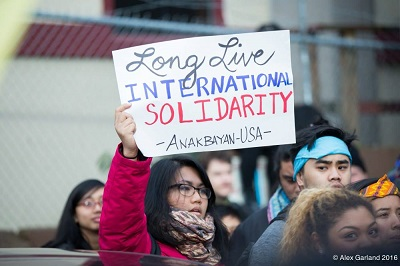 Long Live
INTERNATIONAL
SOLIDARITY
-ANAKBAYAN-USA-
© Alex Garland 2016